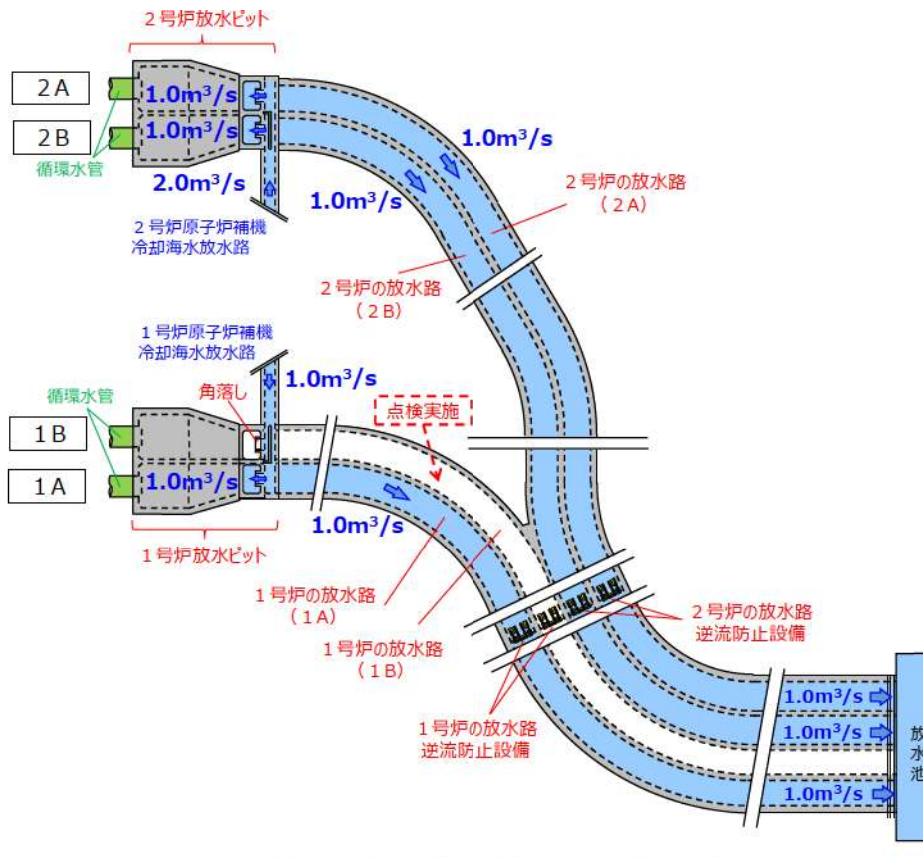 ２号炉放水ピット
2A
1.0m³/s
2B
1.0m³/s
循環水管
2.0m³/s
1.0m³/s
1.0m³/s
２号炉原子炉補機
冷却海水放水路
２号炉の放水路
（２A）
２号炉の放水路
（２B）
１号炉原子炉補機
冷却海水放水路
1.0m³/s
循環水管
角落し
点検実施
1B
1A
1.0m³/s
1.0m³/s
１号炉放水ピット
１号炉の放水路
（1A）
１号炉の放水路
（１B）
２号炉の放水路
逆流防止設備
１号炉の放水路
逆流防止設備
1.0m³/s
1.0m³/s
1.0m³/s
放
水
池